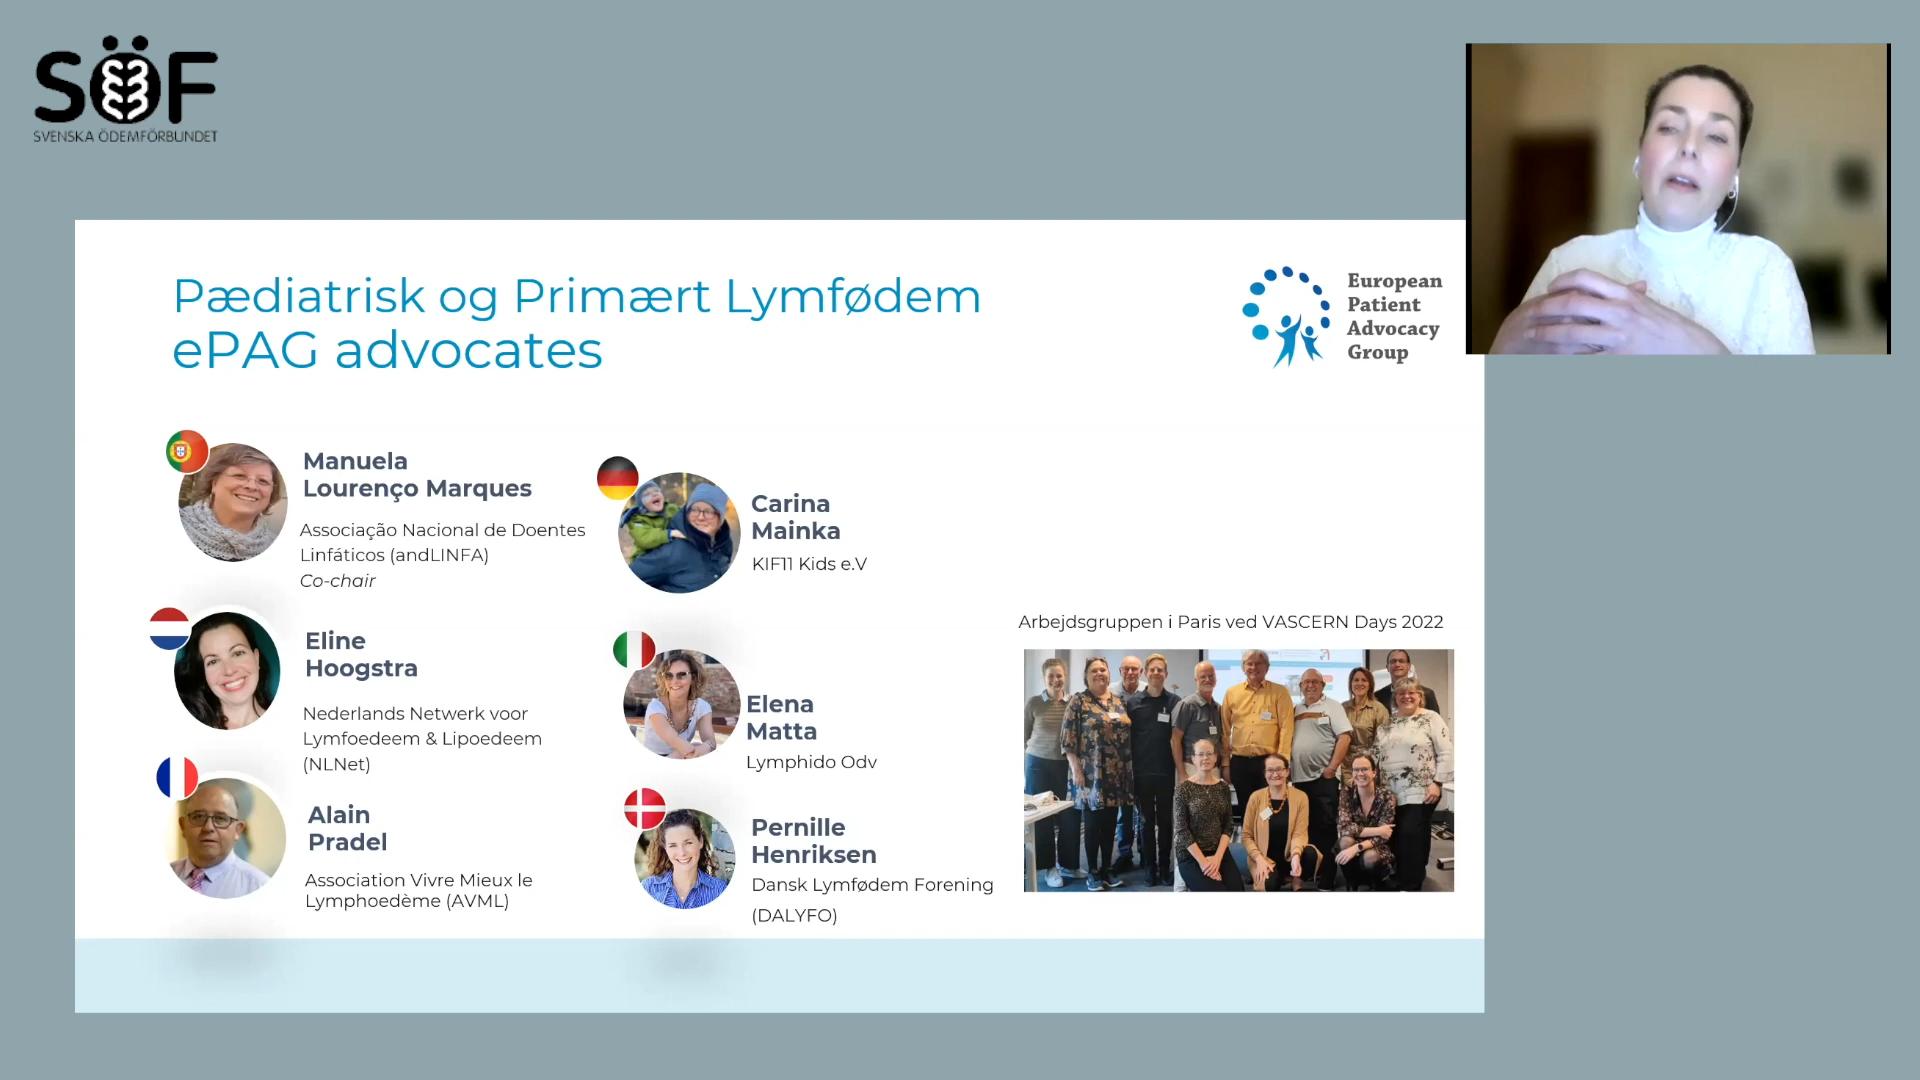 SÖF
SVENSKA ÖDEMFÖRBUNDET
Pædiatrisk og Primært Lymfødem
ePAG advocates
European
Patient
Advocacy
Group
Manuela
Lourenço Marques
Associação Nacional de Doentes
Linfáticos (andLINFA)
Co-chair
Carina
Mainka
KIF11 Kids e.V
Eline
Hoogstra
Nederlands Netwerk voor
Lymfoedeem & Lipoedeem
(NLNet)
Elena
Matta
Lymphido Odv
Alain
Pradel
Association Vivre Mieux le
Lymphoedème (AVML)
Pernille
Henriksen
Dansk Lymfødem Forening
(DALYFO)
Arbejdsgruppen i Paris ved VASCERN Days 2022